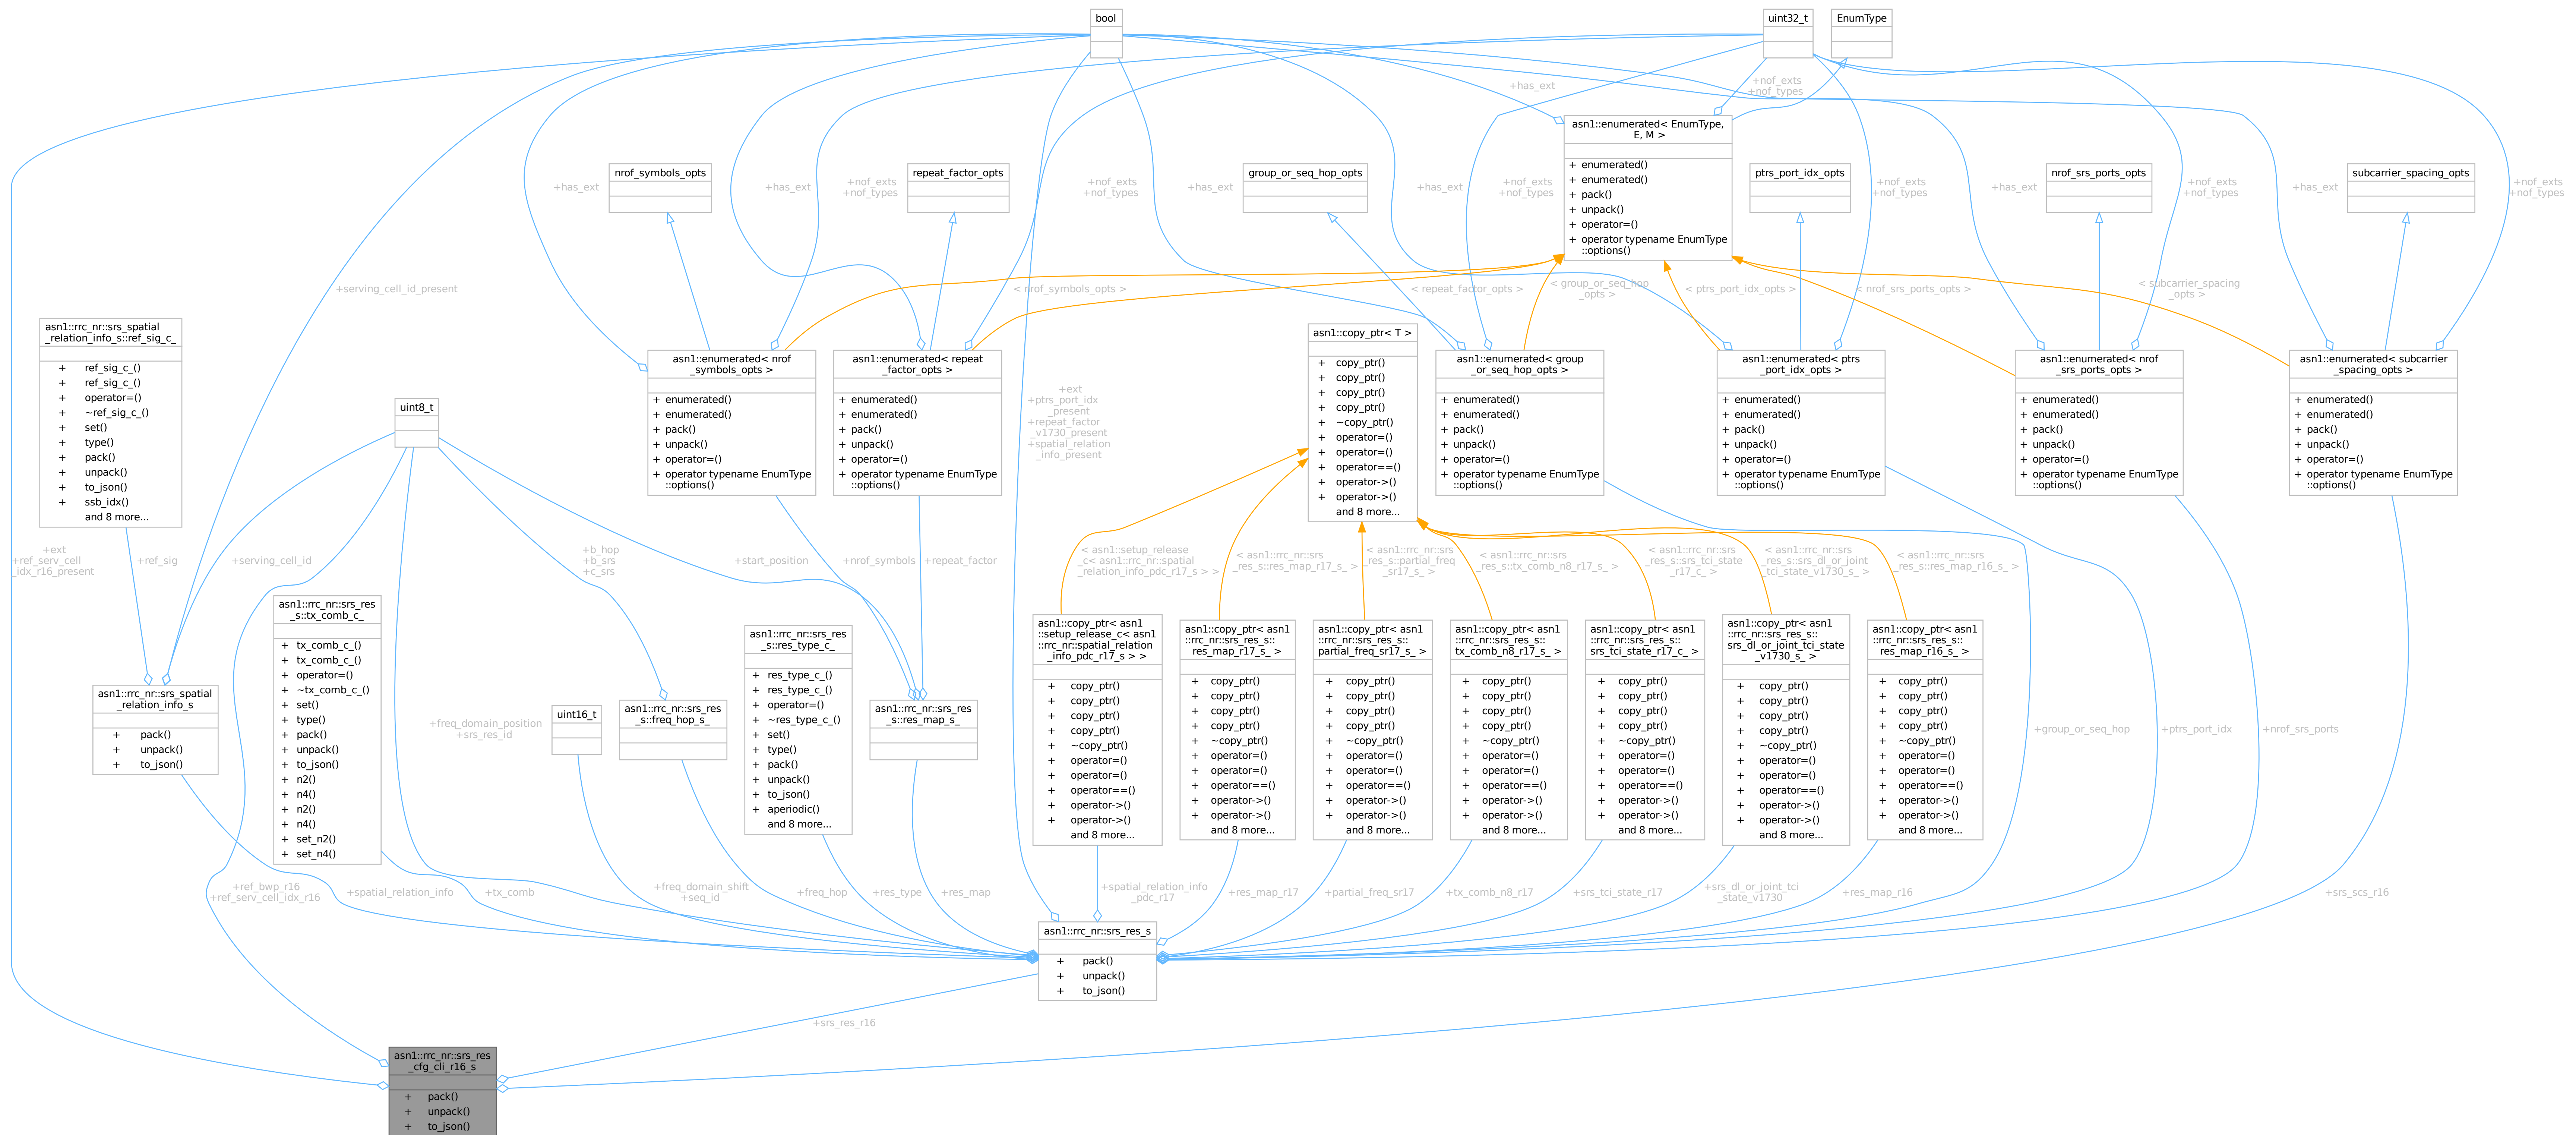 bool
uint32_t
EnumType
+has_ext
+nof_exts
+nof_types
asn1::enumerated< EnumType,
E, M >
+ enumerated()
+ enumerated()
+ pack()
+ unpack()
+ operator=()
+ operator typename EnumType
::options()
nrof_symbols_opts
repeat_factor_opts
group_or_seq_hop_opts
ptrs_port_idx_opts
nrof_srs_ports_opts
subcarrier_spacing_opts
+has_ext
+has_ext
+nof_exts
+nof_types
+nof_exts
+nof_types
+has_ext
+has_ext
+nof_exts
+nof_types
+nof_exts
+nof_types
+has_ext
+nof_exts
+nof_types
+has_ext
+nof_exts
+nof_types
+serving_cell_id_present
< nrof_symbols_opts >
< repeat_factor_opts >
< group_or_seq_hop
_opts >
< ptrs_port_idx_opts >
< nrof_srs_ports_opts >
< subcarrier_spacing
_opts >
asn1::rrc_nr::srs_spatial
_relation_info_s::ref_sig_c_
+ ref_sig_c_()
+ ref_sig_c_()
+ operator=()
+ ~ref_sig_c_()
+ set()
+ type()
+ pack()
+ unpack()
+ to_json()
+ ssb_idx()
and 8 more...
uint8_t
asn1::enumerated< nrof
_symbols_opts >
+ enumerated()
+ enumerated()
+ pack()
+ unpack()
+ operator=()
+ operator typename EnumType
::options()
asn1::enumerated< repeat
_factor_opts >
+ enumerated()
+ enumerated()
+ pack()
+ unpack()
+ operator=()
+ operator typename EnumType
::options()
+ext
+ptrs_port_idx
_present
+repeat_factor
_v1730_present
+spatial_relation
_info_present
asn1::copy_ptr< T >
+ copy_ptr()
+ copy_ptr()
+ copy_ptr()
+ copy_ptr()
+ ~copy_ptr()
+ operator=()
+ operator=()
+ operator==()
+ operator->()
+ operator->()
and 8 more...
asn1::enumerated< group
_or_seq_hop_opts >
+ enumerated()
+ enumerated()
+ pack()
+ unpack()
+ operator=()
+ operator typename EnumType
::options()
asn1::enumerated< ptrs
_port_idx_opts >
+ enumerated()
+ enumerated()
+ pack()
+ unpack()
+ operator=()
+ operator typename EnumType
::options()
asn1::enumerated< nrof
_srs_ports_opts >
+ enumerated()
+ enumerated()
+ pack()
+ unpack()
+ operator=()
+ operator typename EnumType
::options()
asn1::enumerated< subcarrier
_spacing_opts >
+ enumerated()
+ enumerated()
+ pack()
+ unpack()
+ operator=()
+ operator typename EnumType
::options()
+ext
+ref_serv_cell
_idx_r16_present
+ref_sig
+serving_cell_id
+b_hop
+b_srs
+c_srs
+start_position
+nrof_symbols
+repeat_factor
< asn1::setup_release
_c< asn1::rrc_nr::spatial
_relation_info_pdc_r17_s > >
< asn1::rrc_nr::srs
_res_s::res_map_r17_s_ >
< asn1::rrc_nr::srs
_res_s::partial_freq
_sr17_s_ >
< asn1::rrc_nr::srs
_res_s::tx_comb_n8_r17_s_ >
< asn1::rrc_nr::srs
_res_s::srs_tci_state
_r17_c_ >
< asn1::rrc_nr::srs
_res_s::srs_dl_or_joint
_tci_state_v1730_s_ >
< asn1::rrc_nr::srs
_res_s::res_map_r16_s_ >
asn1::rrc_nr::srs_spatial
_relation_info_s
+ pack()
+ unpack()
+ to_json()
asn1::rrc_nr::srs_res
_s::tx_comb_c_
+ tx_comb_c_()
+ tx_comb_c_()
+ operator=()
+ ~tx_comb_c_()
+ set()
+ type()
+ pack()
+ unpack()
+ to_json()
+ n2()
+ n4()
+ n2()
+ n4()
+ set_n2()
+ set_n4()
+freq_domain_position
+srs_res_id
uint16_t
asn1::rrc_nr::srs_res
_s::freq_hop_s_
asn1::rrc_nr::srs_res
_s::res_type_c_
+ res_type_c_()
+ res_type_c_()
+ operator=()
+ ~res_type_c_()
+ set()
+ type()
+ pack()
+ unpack()
+ to_json()
+ aperiodic()
and 8 more...
asn1::rrc_nr::srs_res
_s::res_map_s_
asn1::copy_ptr< asn1
::setup_release_c< asn1
::rrc_nr::spatial_relation
_info_pdc_r17_s > >
+ copy_ptr()
+ copy_ptr()
+ copy_ptr()
+ copy_ptr()
+ ~copy_ptr()
+ operator=()
+ operator=()
+ operator==()
+ operator->()
+ operator->()
and 8 more...
asn1::copy_ptr< asn1
::rrc_nr::srs_res_s::
res_map_r17_s_ >
+ copy_ptr()
+ copy_ptr()
+ copy_ptr()
+ copy_ptr()
+ ~copy_ptr()
+ operator=()
+ operator=()
+ operator==()
+ operator->()
+ operator->()
and 8 more...
asn1::copy_ptr< asn1
::rrc_nr::srs_res_s::
partial_freq_sr17_s_ >
+ copy_ptr()
+ copy_ptr()
+ copy_ptr()
+ copy_ptr()
+ ~copy_ptr()
+ operator=()
+ operator=()
+ operator==()
+ operator->()
+ operator->()
and 8 more...
asn1::copy_ptr< asn1
::rrc_nr::srs_res_s::
tx_comb_n8_r17_s_ >
+ copy_ptr()
+ copy_ptr()
+ copy_ptr()
+ copy_ptr()
+ ~copy_ptr()
+ operator=()
+ operator=()
+ operator==()
+ operator->()
+ operator->()
and 8 more...
asn1::copy_ptr< asn1
::rrc_nr::srs_res_s::
srs_tci_state_r17_c_ >
+ copy_ptr()
+ copy_ptr()
+ copy_ptr()
+ copy_ptr()
+ ~copy_ptr()
+ operator=()
+ operator=()
+ operator==()
+ operator->()
+ operator->()
and 8 more...
asn1::copy_ptr< asn1
::rrc_nr::srs_res_s::
srs_dl_or_joint_tci_state
_v1730_s_ >
+ copy_ptr()
+ copy_ptr()
+ copy_ptr()
+ copy_ptr()
+ ~copy_ptr()
+ operator=()
+ operator=()
+ operator==()
+ operator->()
+ operator->()
and 8 more...
asn1::copy_ptr< asn1
::rrc_nr::srs_res_s::
res_map_r16_s_ >
+ copy_ptr()
+ copy_ptr()
+ copy_ptr()
+ copy_ptr()
+ ~copy_ptr()
+ operator=()
+ operator=()
+ operator==()
+ operator->()
+ operator->()
and 8 more...
+group_or_seq_hop
+ptrs_port_idx
+nrof_srs_ports
+ref_bwp_r16
+ref_serv_cell_idx_r16
+spatial_relation_info
+tx_comb
+freq_domain_shift
+seq_id
+freq_hop
+res_type
+res_map
+spatial_relation_info
_pdc_r17
+res_map_r17
+partial_freq_sr17
+tx_comb_n8_r17
+srs_tci_state_r17
+srs_dl_or_joint_tci
_state_v1730
+res_map_r16
+srs_scs_r16
asn1::rrc_nr::srs_res_s
+ pack()
+ unpack()
+ to_json()
+srs_res_r16
asn1::rrc_nr::srs_res
_cfg_cli_r16_s
+ pack()
+ unpack()
+ to_json()